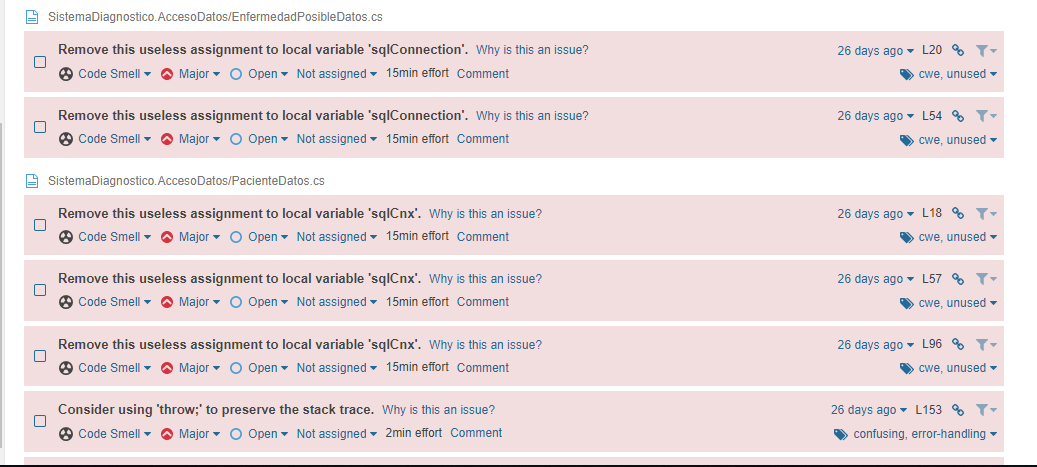 SistemaDiagnostico.AccesoDatos/EnfermedadPosibleDatos.cs
Remove this useless assignment to local variable 'sqlConnection'. Why is this an issue? 26 days ago L20
Code Smell Major Open Not assigned 15min effort Comment cwe, unused
Remove this useless assignment to local variable 'sqlConnection'. Why is this an issue? 26 days ago L54
Code Smell Major Open Not assigned 15min effort Comment cwe, unused
SistemaDiagnostico.AccesoDatos/PacienteDatos.cs
Remove this useless assignment to local variable 'sqlCnx'. Why is this an issue? 26 days ago L18
Code Smell Major Open Not assigned 15min effort Comment cwe, unused
Remove this useless assignment to local variable 'sqlCnx'. Why is this an issue? 26 days ago L57
Code Smell Major Open Not assigned 15min effort Comment cwe, unused
Remove this useless assignment to local variable 'sqlCnx'. Why is this an issue? 26 days ago L96
Code Smell Major Open Not assigned 15min effort Comment cwe, unused
Consider using 'throw;' to preserve the stack trace. Why is this an issue? 26 days ago L153
Code Smell Major Open Not assigned 2min effort Comment confusing, error-handling